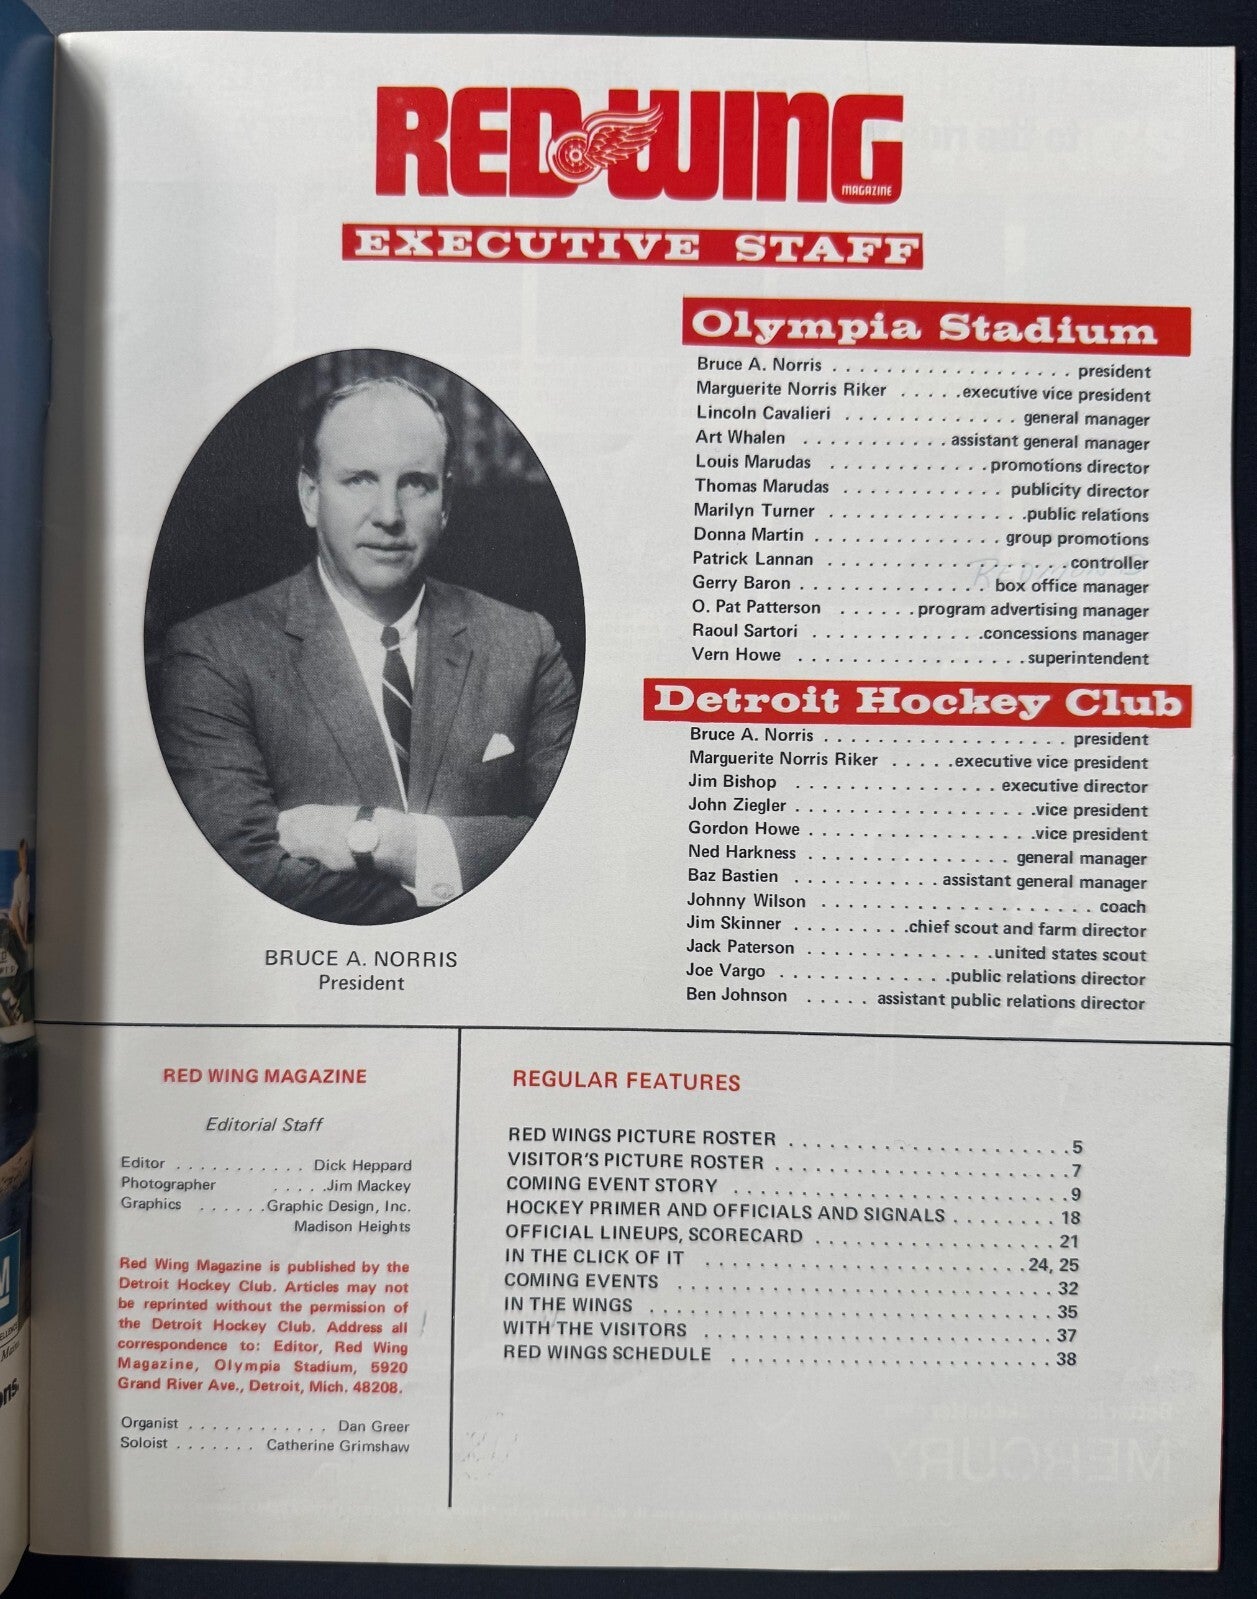 RED WING
MAGAZINE
EXECUTIVE STAFF
Olympia Stadium
Bruce A. Norris . . . . . . . . . . . . . . . . . . president
Marguerite Norris Riker . . . . .executive vice president
Lincoln Cavalieri . . . . . . . . . . . . . general manager
Art Whalen . . . . . . . . . . . assistant general manager
Louis Marudas . . . . . . . . . . . . promotions director
Thomas Marudas . . . . . . . . . . . . publicity director
Marilyn Turner . . . . . . . . . . . . . . .public relations
Donna Martin . . . . . . . . . . . . . . group promotions
Patrick Lannan . . . . . . . . . . . . . . . . . .controller
REDMOND
Gerry Baron . . . . . . . . . . . . . . box office manager
O. Pat Patterson . . . . . .program advertising manager
Raoul Sartori . . . . . . . . . . . . .concessions manager
Vern Howe . . . . . . . . . . . . . . . . .superintendent
Detroit Hockey Club
Bruce A. Norris . . . . . . . . . . . . . . . . . . president
Marguerite Norris Riker . . . . .executive vice president
Jim Bishop . . . . . . . . . . . . . . . executive director
John Ziegler . . . . . . . . . . . . . . . . . .vice president
Gordon Howe . . . . . . . . . . . . . . . . .vice president
Ned Harkness . . . . . . . . . . . . . . . general manager
Baz Bastien . . . . . . . . . . . assistant general manager
Johnny Wilson . . . . . . . . . . . . . . . . . . . . coach
Jim Skinner . . . . . . . . .chief scout and farm director
Jack Paterson . . . . . . . . . . . . . .united states scout
Joe Vargo . . . . . . . . . . . . .public relations director
Ben Johnson . . . . . assistant public relations director
BRUCE A. NORRIS
President
RED WING MAGAZINE
Editorial Staff
Editor . . . . . . . . . . . Dick Heppard
Photographer . . . . .Jim Mackey
Graphics . . . . . .Graphic Design, Inc.
Madison Heights
Red Wing Magazine is published by the
Detroit Hockey Club. Articles may not
be reprinted without the permission of
the Detroit Hockey Club. Address all
correspondence to: Editor, Red Wing
Magazine, Olympia Stadium, 5920
Grand River Ave., Detroit, Mich. 48208.
Organist . . . . . . . . . . . . Dan Greer
Soloist . . . . . . . Catherine Grimshaw
REGULAR FEATURES
RED WINGS PICTURE ROSTER . . . . . . . . . . . . . . . . . . . . .5
VISITOR'S PICTURE ROSTER . . . . . . . . . . . . . . . . . . . . . .7
COMING EVENT STORY . . . . . . . . . . . . . . . . . . . . . . . . .9
HOCKEY PRIMER AND OFFICIALS AND SIGNALS . . . . . . . . 18
OFFICIAL LINEUPS, SCORECARD . . . . . . . . . . . . . . . . . . 21
IN THE CLICK OF IT . . . . . . . . . . . . . . . . . . . . . . . .24, 25
COMING EVENTS . . . . . . . . . . . . . . . . . . . . . . . . . . . . 32
IN THE WINGS . . . . . . . . . . . . . . . . . . . . . . . . . . . . . . 35
WITH THE VISITORS . . . . . . . . . . . . . . . . . . . . . . . . . . 37
RED WINGS SCHEDULE . . . . . . . . . . . . . . . . . . . . . . . . 38